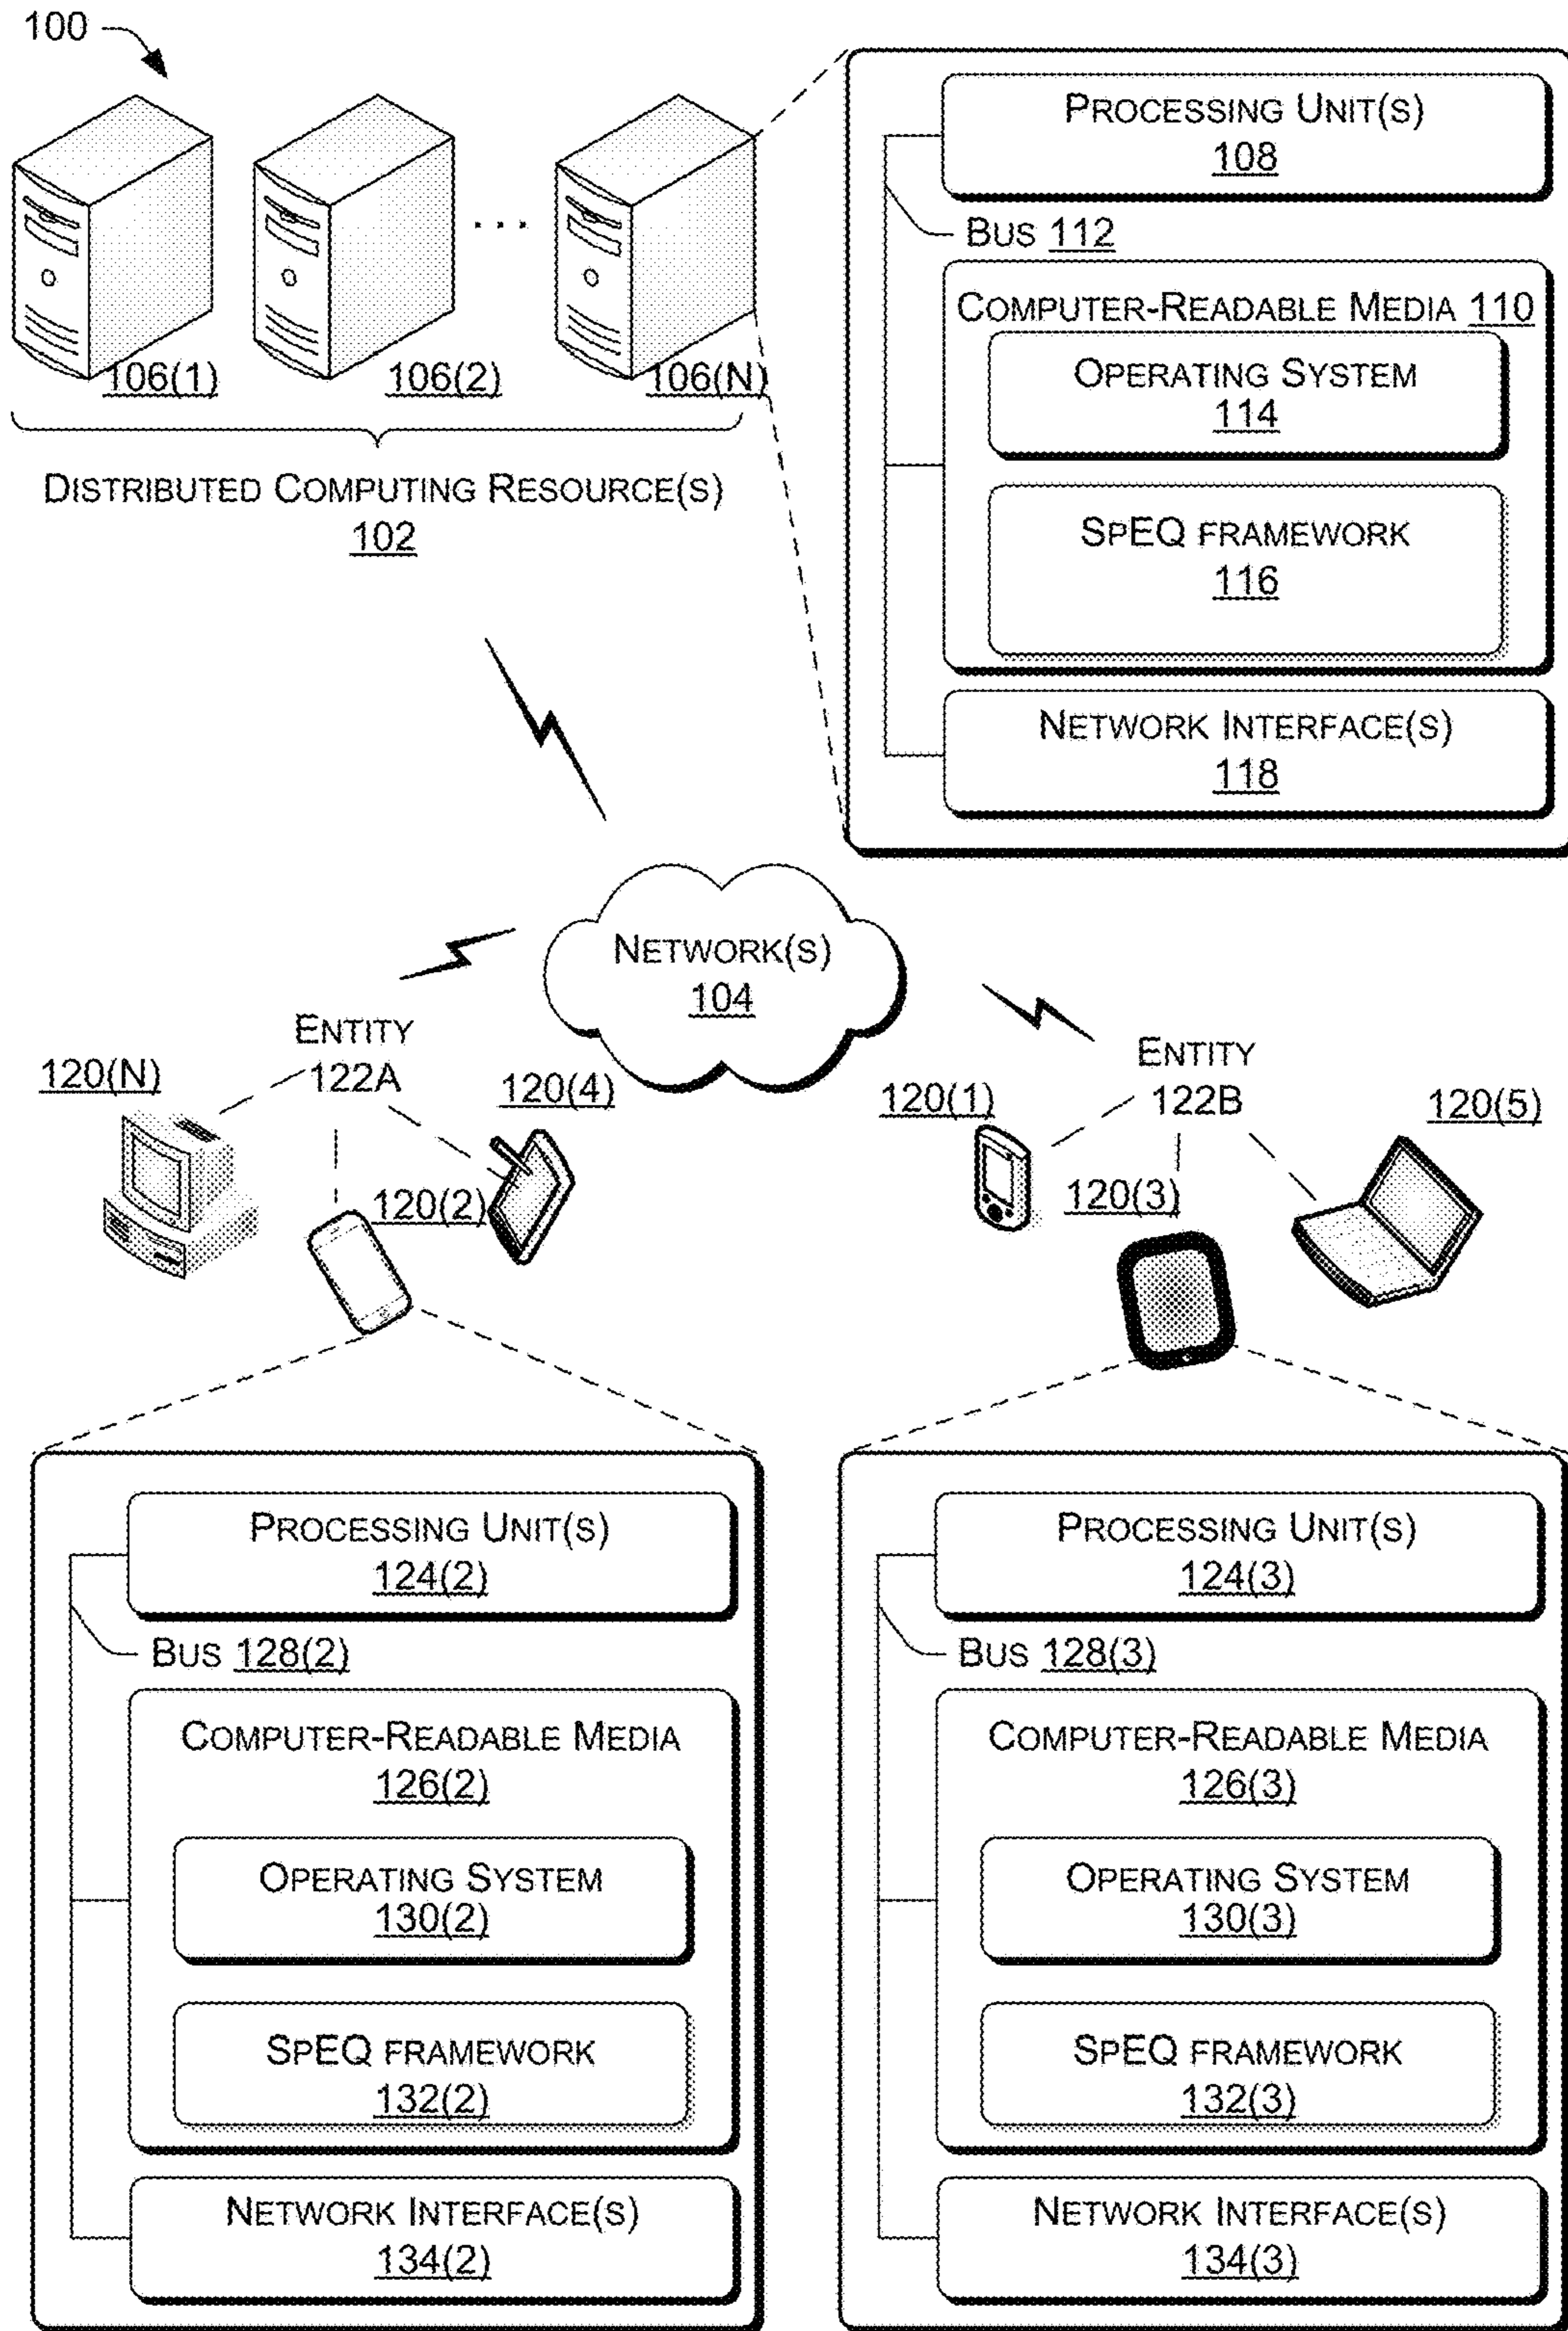 100
106(1)
106(2)
...
106(N)
DISTRIBUTED COMPUTING RESOURCE(S)
102
PROCESSING UNIT(S)
108
BUS 112
COMPUTER-READABLE MEDIA 110
OPERATING SYSTEM
114
SPEQ FRAMEWORK
116
NETWORK INTERFACE(S)
118
NETWORK(S)
104
ENTITY
122A
120(N)
120(4)
120(2)
ENTITY
122B
120(1)
120(3)
120(5)
PROCESSING UNIT(S)
124(2)
BUS 128(2)
COMPUTER-READABLE MEDIA
126(2)
OPERATING SYSTEM
130(2)
SPEQ FRAMEWORK
132(2)
NETWORK INTERFACE(S)
134(2)
PROCESSING UNIT(S)
124(3)
BUS 128(3)
COMPUTER-READABLE MEDIA
126(3)
OPERATING SYSTEM
130(3)
SPEQ FRAMEWORK
132(3)
NETWORK INTERFACE(S)
134(3)